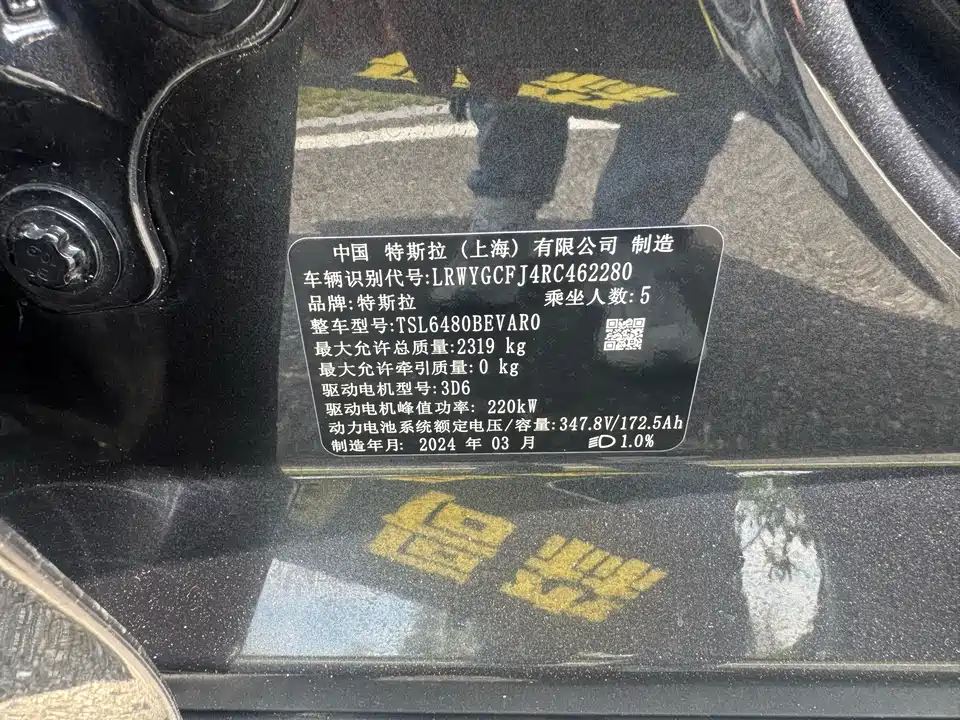 中国 特斯拉（上海）有限公司 制造
车辆识别代号:LRWYGCFJ4RC462280
品牌:特斯拉 乘坐人数:5
整车型号:TSL6480BEVAR0
最大允许总质量:2319 kg
最大允许牵引质量: 0 kg
驱动电机型号:3D6
驱动电机峰值功率: 220kW
动力电池系统额定电压/容量:347.8V/172.5Ah
制造年月: 2024 年 03 月 1.0%